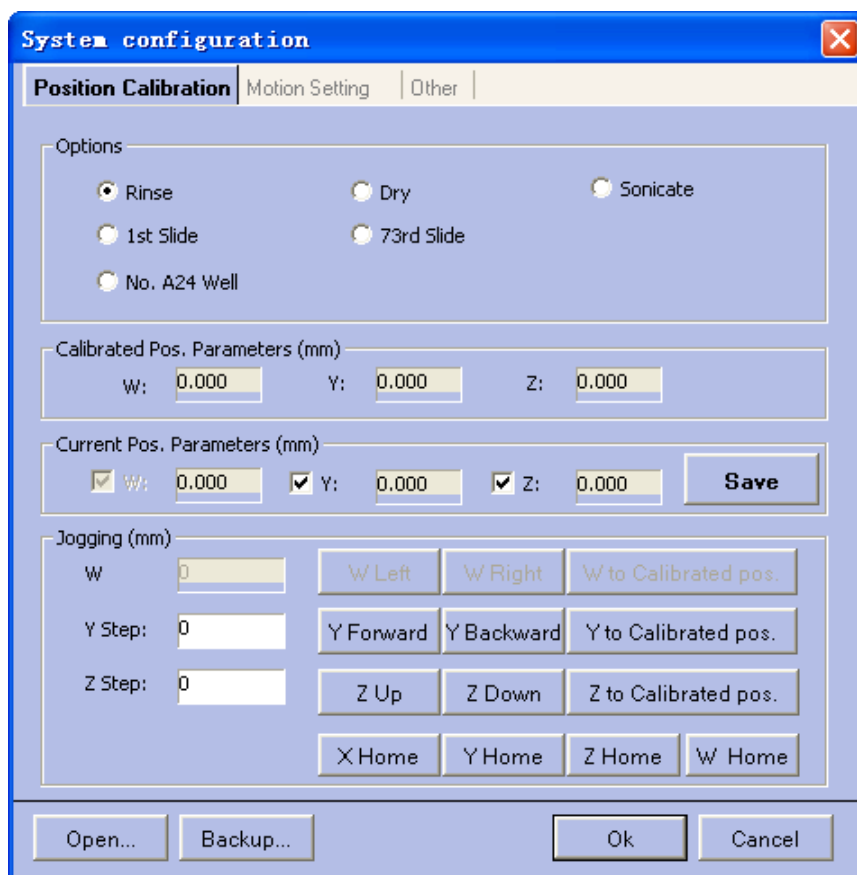 System configuration
Position Calibration Motion Setting Other
Options
Rinse Dry Sonicate
1st Slide 73rd Slide
No. A24 Well
Calibrated Pos. Parameters (mm)
W: 0.000 Y: 0.000 Z: 0.000
Current Pos. Parameters (mm)
W: 0.000 Y: 0.000 Z: 0.000 Save
Jogging (mm)
W 0 W Left W Right W to Calibrated pos.
Y Step: 0 Y Forward Y Backward Y to Calibrated pos.
Z Step: 0 Z Up Z Down Z to Calibrated pos.
X Home Y Home Z Home W Home
Open... Backup... Ok Cancel